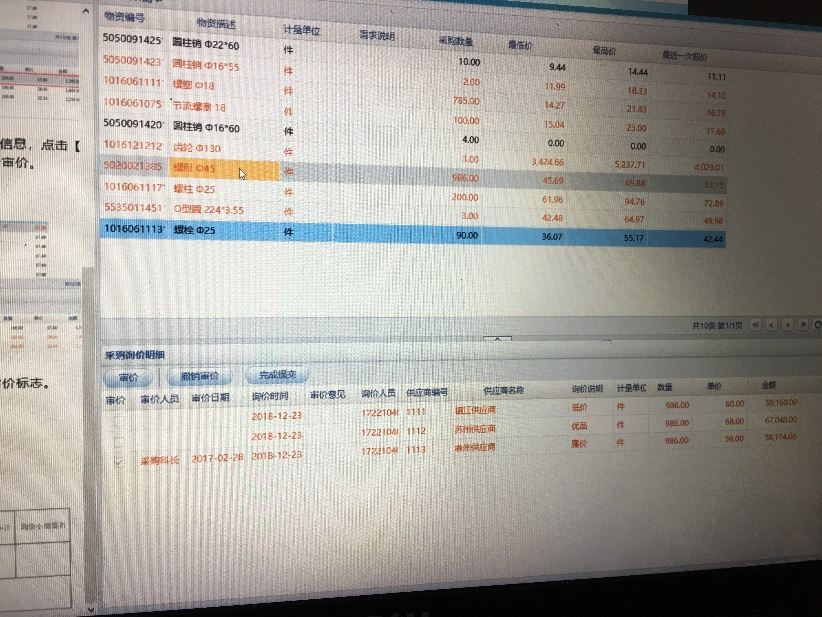 物资编号 物资描述 计量单位 需求说明 采购数量 最低价 最高价 最近一次报价
5050091425 圆柱销 Φ22*60 件 10.00 9.44 14.44 11.11
5050091423 圆柱销 Φ16*55 件 2.00 11.99 18.33 14.10
1016061111 螺塞 Φ18 件 785.00 14.27 21.83 16.79
1016061075 节流螺塞 18 件 100.00 15.04 23.00 17.69
5050091420 圆柱销 Φ16*60 件 4.00 0.00 0.00 0.00
1016121212 齿轮 Φ130 件 3.00 3,424.66 5,237.71 4,029.01
5020021385 螺母 Φ45 件 986.00 45.69 69.88
1016061117 螺柱 Φ25 件 200.00 61.96 94.76 72.89
5535011451 O型圈 224*3.55 件 3.00 42.48 64.97 49.98
1016061113 螺栓 Φ25 件 90.00 36.07 55.17 42.44
共10条 第1/1页
采购询价明细
审价 撤销审价 完成提交
审价 审价人员 审价日期 询价时间 审价意见 询价人员 供应商编号 供应商名称 询价说明 计量单位 数量 单价 金额
2018-12-23 1722104 1111 镇江供应商 低价 件 986.00 60.00 59,160.00
2018-12-23 1722104 1112 苏州供应商 优品 件 986.00 68.00 67,048.00
采购科长 2017-02-28 2018-12-23 1722104 1113 泰州供应商 廉价 件 986.00 59.00 58,174.00
信息，点击【
审价。
价标志。